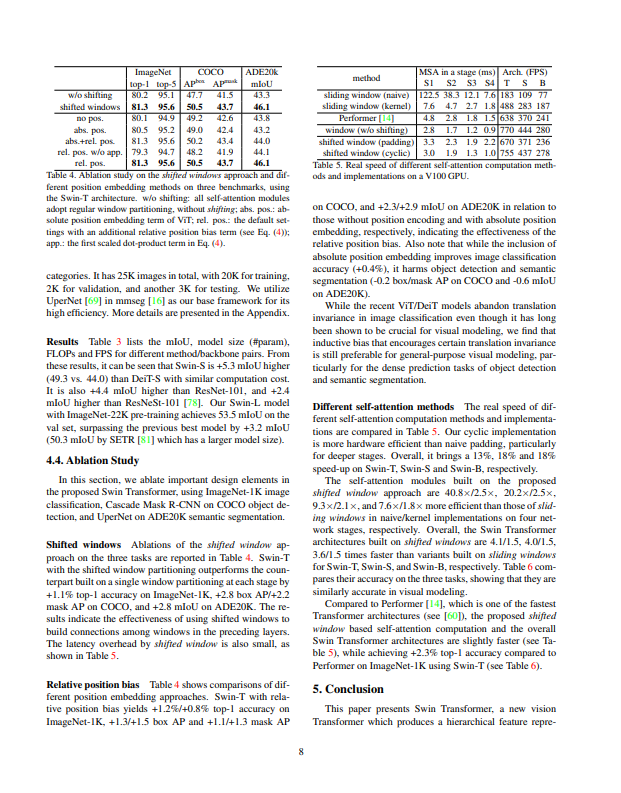 ImageNet COCO ADE20k
top-1 top-5 APbox APmask mIoU
w/o shifting 80.2 95.1 47.7 41.5 43.3
shifted windows 81.3 95.6 50.5 43.7 46.1
no pos. 80.1 94.9 49.2 42.6 43.8
abs. pos. 80.5 95.2 49.0 42.4 43.2
abs.+rel. pos. 81.3 95.6 50.2 43.4 44.0
rel. pos. w/o app. 79.3 94.7 48.2 41.9 44.1
rel. pos. 81.3 95.6 50.5 43.7 46.1
Table 4. Ablation study on the shifted windows approach and dif-
ferent position embedding methods on three benchmarks, using
the Swin-T architecture. w/o shifting: all self-attention modules
adopt regular window partitioning, without shifting; abs. pos.: ab-
solute position embedding term of ViT; rel. pos.: the default set-
tings with an additional relative position bias term (see Eq. (4));
app.: the first scaled dot-product term in Eq. (4).
categories. It has 25K images in total, with 20K for training,
2K for validation, and another 3K for testing. We utilize
UperNet [69] in mmseg [16] as our base framework for its
high efficiency. More details are presented in the Appendix.
Results Table 3 lists the mIoU, model size (#param),
FLOPs and FPS for different method/backbone pairs. From
these results, it can be seen that Swin-S is +5.3 mIoU higher
(49.3 vs. 44.0) than DeiT-S with similar computation cost.
It is also +4.4 mIoU higher than ResNet-101, and +2.4
mIoU higher than ResNeSt-101 [78]. Our Swin-L model
with ImageNet-22K pre-training achieves 53.5 mIoU on the
val set, surpassing the previous best model by +3.2 mIoU
(50.3 mIoU by SETR [81] which has a larger model size).
4.4. Ablation Study
In this section, we ablate important design elements in
the proposed Swin Transformer, using ImageNet-1K image
classification, Cascade Mask R-CNN on COCO object de-
tection, and UperNet on ADE20K semantic segmentation.
Shifted windows Ablations of the shifted window ap-
proach on the three tasks are reported in Table 4. Swin-T
with the shifted window partitioning outperforms the coun-
terpart built on a single window partitioning at each stage by
+1.1% top-1 accuracy on ImageNet-1K, +2.8 box AP/+2.2
mask AP on COCO, and +2.8 mIoU on ADE20K. The re-
sults indicate the effectiveness of using shifted windows to
build connections among windows in the preceding layers.
The latency overhead by shifted window is also small, as
shown in Table 5.
Relative position bias Table 4 shows comparisons of dif-
ferent position embedding approaches. Swin-T with rela-
tive position bias yields +1.2%/+0.8% top-1 accuracy on
ImageNet-1K, +1.3/+1.5 box AP and +1.1/+1.3 mask AP
method MSA in a stage (ms) Arch. (FPS)
S1 S2 S3 S4 T S B
sliding window (naive) 122.5 38.3 12.1 7.6 183 109 77
sliding window (kernel) 7.6 4.7 2.7 1.8 488 283 187
Performer [14] 4.8 2.8 1.8 1.5 638 370 241
window (w/o shifting) 2.8 1.7 1.2 0.9 770 444 280
shifted window (padding) 3.3 2.3 1.9 2.2 670 371 236
shifted window (cyclic) 3.0 1.9 1.3 1.0 755 437 278
Table 5. Real speed of different self-attention computation meth-
ods and implementations on a V100 GPU.
on COCO, and +2.3/+2.9 mIoU on ADE20K in relation to
those without position encoding and with absolute position
embedding, respectively, indicating the effectiveness of the
relative position bias. Also note that while the inclusion of
absolute position embedding improves image classification
accuracy (+0.4%), it harms object detection and semantic
segmentation (-0.2 box/mask AP on COCO and -0.6 mIoU
on ADE20K).
While the recent ViT/DeiT models abandon translation
invariance in image classification even though it has long
been shown to be crucial for visual modeling, we find that
inductive bias that encourages certain translation invariance
is still preferable for general-purpose visual modeling, par-
ticularly for the dense prediction tasks of object detection
and semantic segmentation.
Different self-attention methods The real speed of dif-
ferent self-attention computation methods and implementa-
tions are compared in Table 5. Our cyclic implementation
is more hardware efficient than naive padding, particularly
for deeper stages. Overall, it brings a 13%, 18% and 18%
speed-up on Swin-T, Swin-S and Swin-B, respectively.
The self-attention modules built on the proposed
shifted window approach are 40.8×/2.5×, 20.2×/2.5×,
9.3×/2.1×, and 7.6×/1.8× more efficient than those of slid-
ing windows in naive/kernel implementations on four net-
work stages, respectively. Overall, the Swin Transformer
architectures built on shifted windows are 4.1/1.5, 4.0/1.5,
3.6/1.5 times faster than variants built on sliding windows
for Swin-T, Swin-S, and Swin-B, respectively. Table 6 com-
pares their accuracy on the three tasks, showing that they are
similarly accurate in visual modeling.
Compared to Performer [14], which is one of the fastest
Transformer architectures (see [60]), the proposed shifted
window based self-attention computation and the overall
Swin Transformer architectures are slightly faster (see Ta-
ble 5), while achieving +2.3% top-1 accuracy compared to
Performer on ImageNet-1K using Swin-T (see Table 6).
5. Conclusion
This paper presents Swin Transformer, a new vision
Transformer which produces a hierarchical feature repre-
8